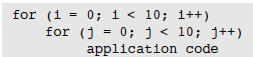 for (i = 0; i < 10; i++)
    for (j = 0; j < 10; j++)
        application code